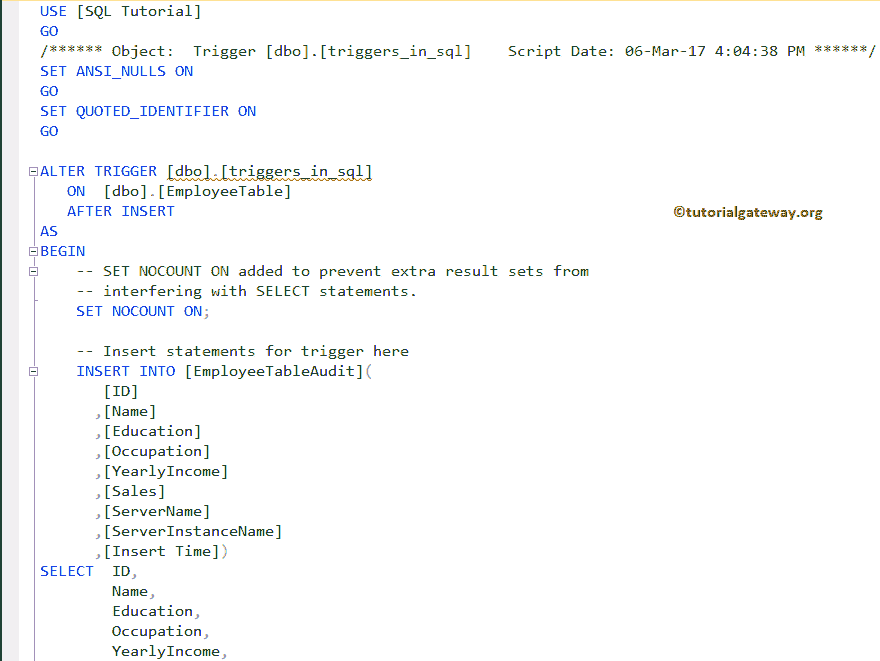 USE [SQL Tutorial]
GO
/****** Object:  Trigger [dbo].[triggers_in_sql]    Script Date: 06-Mar-17 4:04:38 PM ******/
SET ANSI_NULLS ON
GO
SET QUOTED_IDENTIFIER ON
GO
ALTER TRIGGER [dbo].[triggers_in_sql]
ON  [dbo].[EmployeeTable]
AFTER INSERT
©tutorialgateway.org
AS
BEGIN
-- SET NOCOUNT ON added to prevent extra result sets from
-- interfering with SELECT statements.
SET NOCOUNT ON;
-- Insert statements for trigger here
INSERT INTO [EmployeeTableAudit](
[ID]
,[Name]
,[Education]
,[Occupation]
,[YearlyIncome]
,[Sales]
,[ServerName]
,[ServerInstanceName]
,[Insert Time])
SELECT  ID,
Name,
Education,
Occupation,
YearlyIncome,